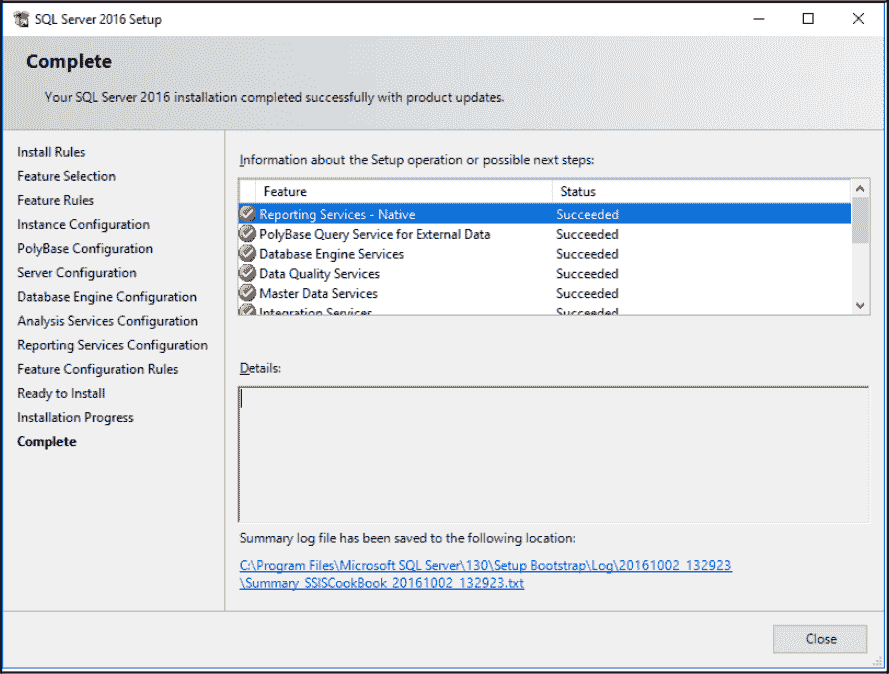 SQL Server 2016 Setup
Complete
Your SQL Server 2016 installation completed successfully with product updates.
Install Rules
Feature Selection
Feature Rules
Instance Configuration
PolyBase Configuration
Server Configuration
Database Engine Configuration
Analysis Services Configuration
Reporting Services Configuration
Feature Configuration Rules
Ready to Install
Installation Progress
Complete
Information about the Setup operation or possible next steps:
Feature Status
Reporting Services - Native Succeeded
PolyBase Query Service for External Data Succeeded
Database Engine Services Succeeded
Data Quality Services Succeeded
Master Data Services Succeeded
Integration Services Succeeded
Details:
Summary log file has been saved to the following location:
C:\Program Files\Microsoft SQL Server\130\Setup Bootstrap\Log\20161002_132923
\Summary_SSISCookBook_20161002_132923.txt
Close